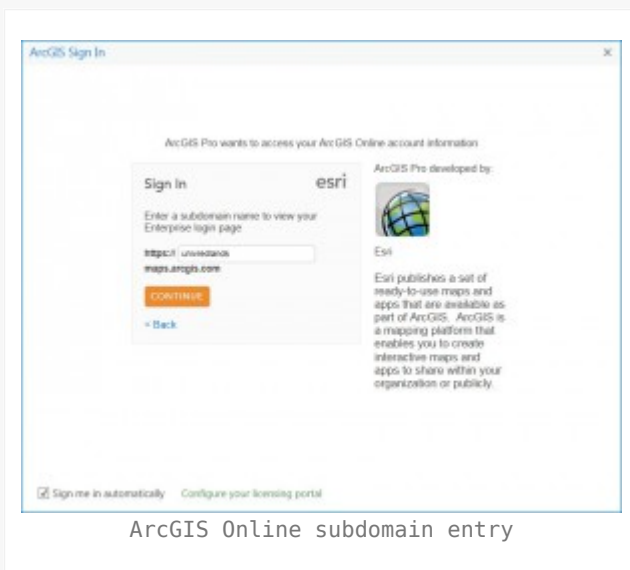 ArcGIS Sign In
ArcGIS Pro wants to access your ArcGIS Online account information
Sign In
esri
Enter a subdomain name to view your
Enterprise login page
https:// univredlands
maps.arcgis.com
CONTINUE
< Back
ArcGIS Pro developed by:
Esri
Esri publishes a set of
ready-to-use maps and
apps that are available as
part of ArcGIS. ArcGIS is
a mapping platform that
enables you to create
interactive maps and
apps to share within your
organization or publicly.
Sign me in automatically
Configure your licensing portal
ArcGIS Online subdomain entry